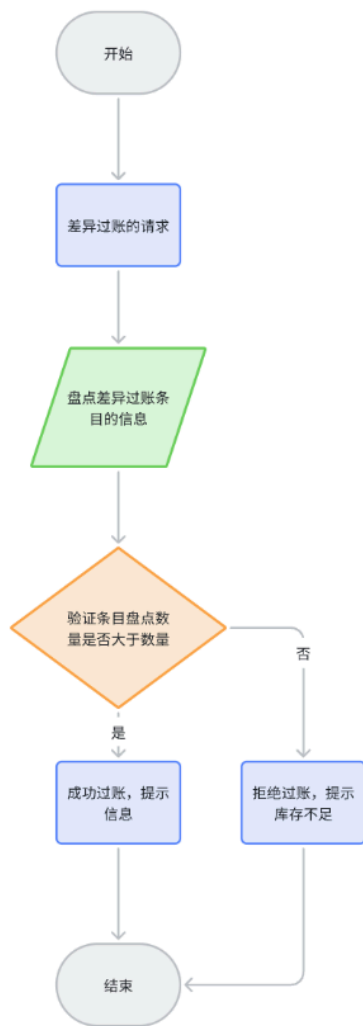 开始
差异过账的请求
盘点差异过账条
目的信息
验证条目盘点数
量是否大于数量
否
是
成功过账，提示
信息
拒绝过账，提示
库存不足
结束